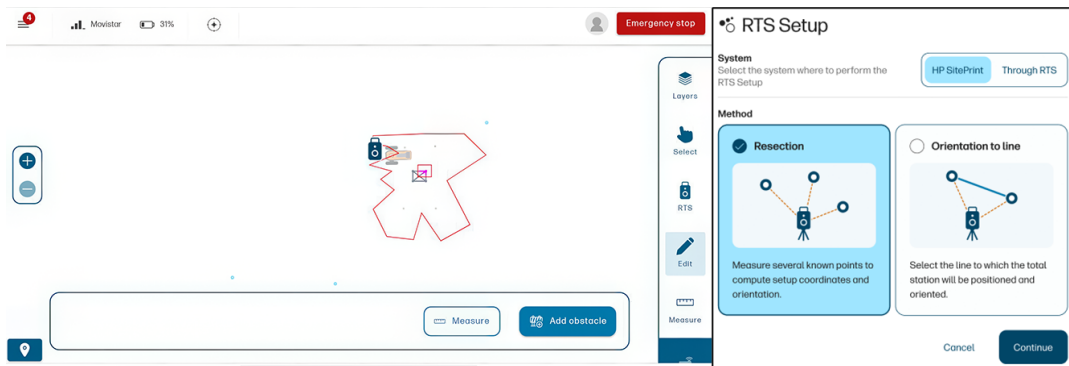 4
Movistar
31%
Emergency stop
Layers
Select
RTS
Edit
Measure
Measure
Add obstacle
RTS Setup
System
Select the system where to perform the
RTS Setup
HP SitePrint
Through RTS
Method
Resection
Measure several known points to
compute setup coordinates and
orientation.
Orientation to line
Select the line to which the total
station will be positioned and
oriented.
Cancel
Continue